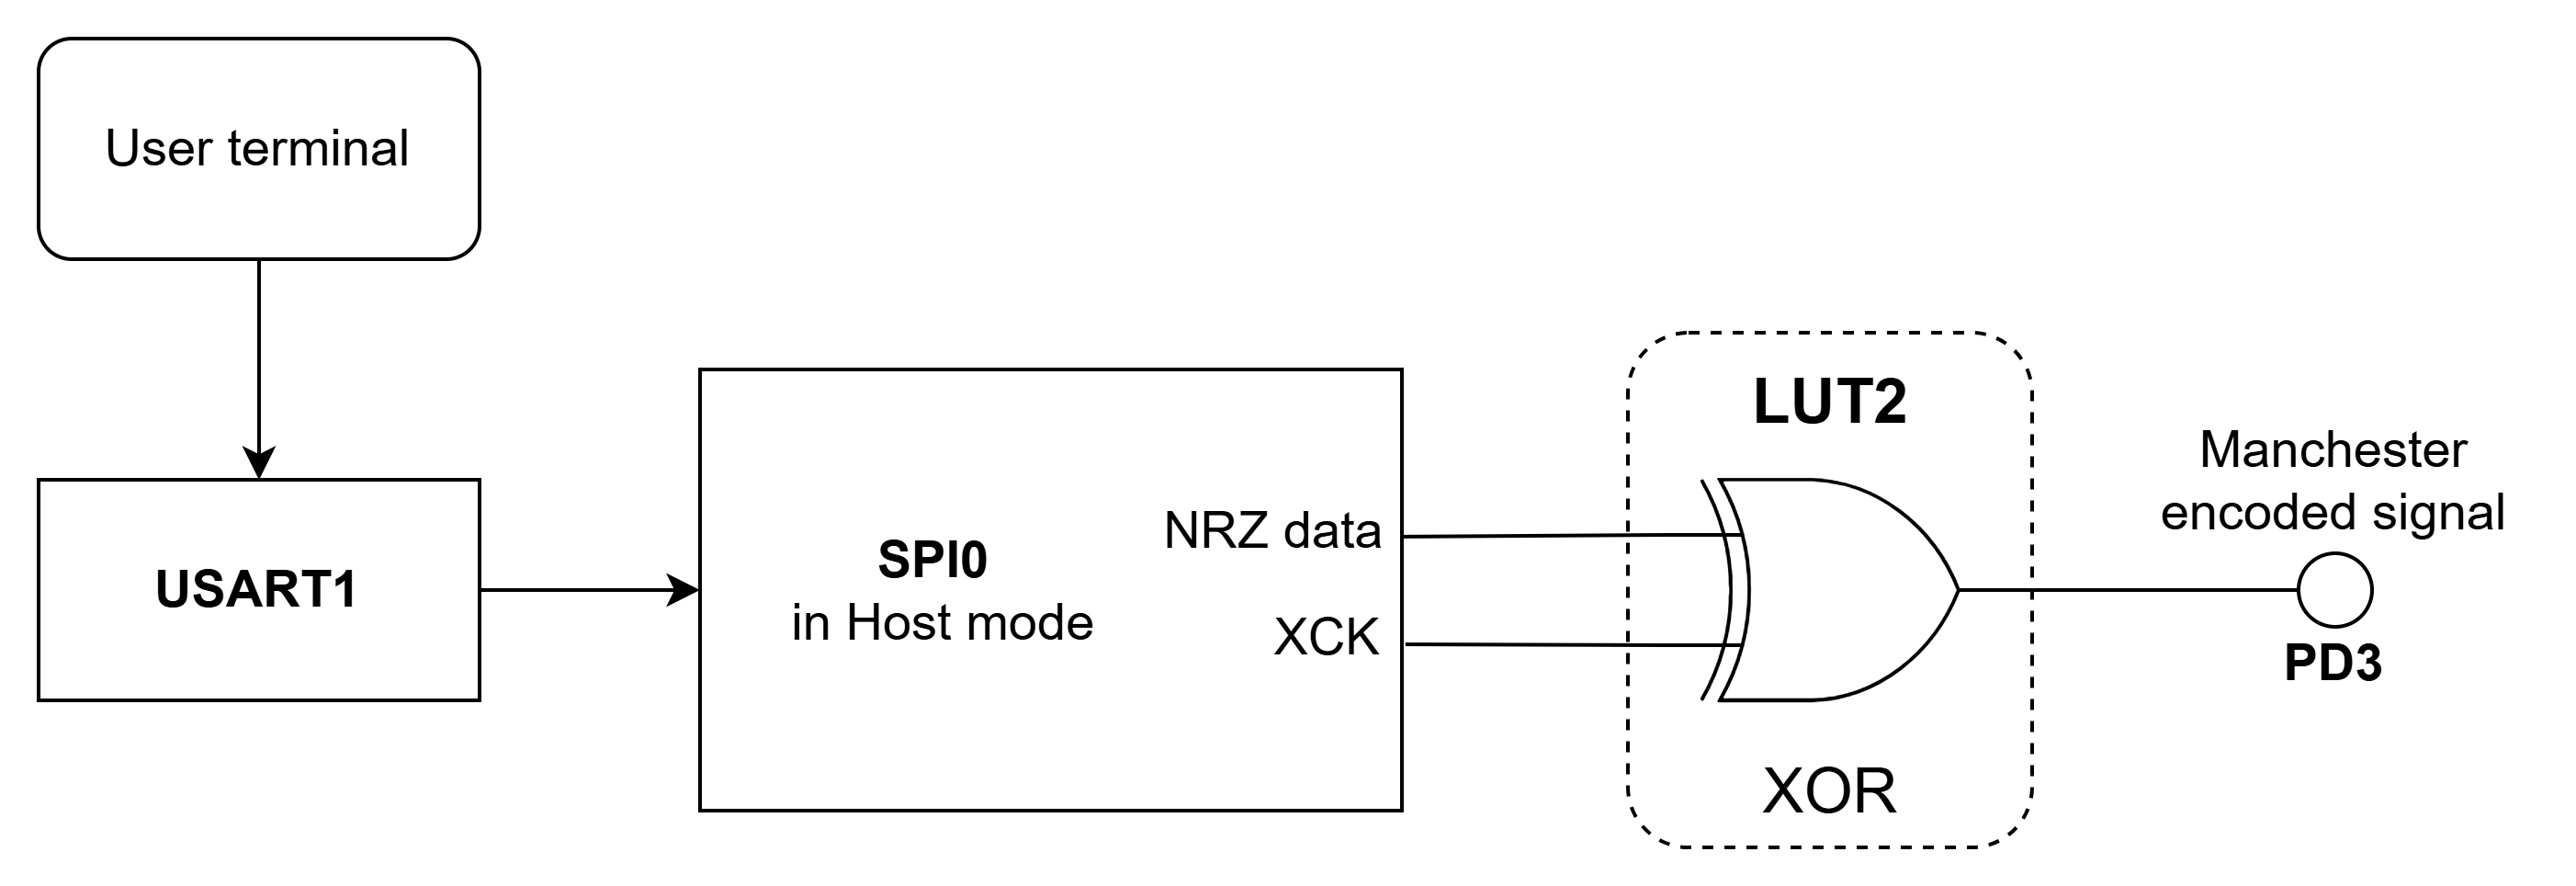 User terminal
USART1
SPI0
in Host mode
NRZ data
XCK
LUT2
XOR
Manchester
encoded signal
PD3